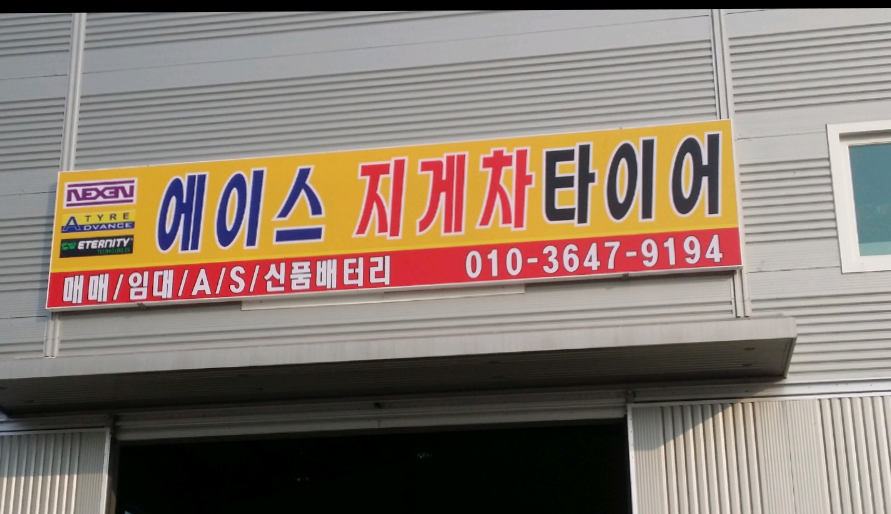 NEXEN
TYRE
ADVANCE
ETERNITY
에이스 지게차타이어
매매/임대/A/S/신품배터리
010-3647-9194